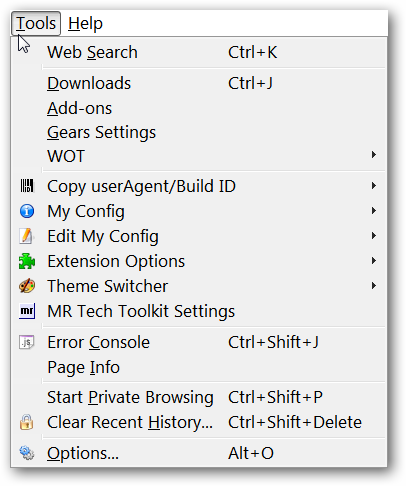 Tools Help
Web Search Ctrl+K
Downloads Ctrl+J
Add-ons
Gears Settings
WOT
Copy userAgent/Build ID
My Config
Edit My Config
Extension Options
Theme Switcher
mr MR Tech Toolkit Settings
JS Error Console Ctrl+Shift+J
Page Info
Start Private Browsing Ctrl+Shift+P
Clear Recent History... Ctrl+Shift+Delete
Options... Alt+O